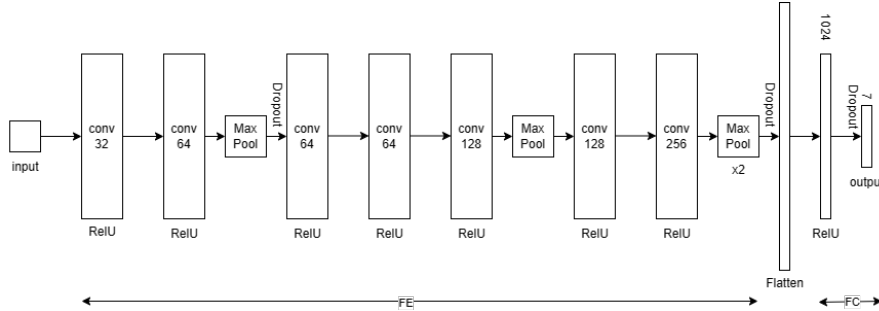 input
conv
32
RelU
conv
64
RelU
Max
Pool
Dropout
conv
64
RelU
conv
64
RelU
conv
128
RelU
Max
Pool
conv
128
RelU
conv
256
RelU
Max
Pool
x2
Dropout
Flatten
1024
RelU
Dropout
7
output
FE
FC